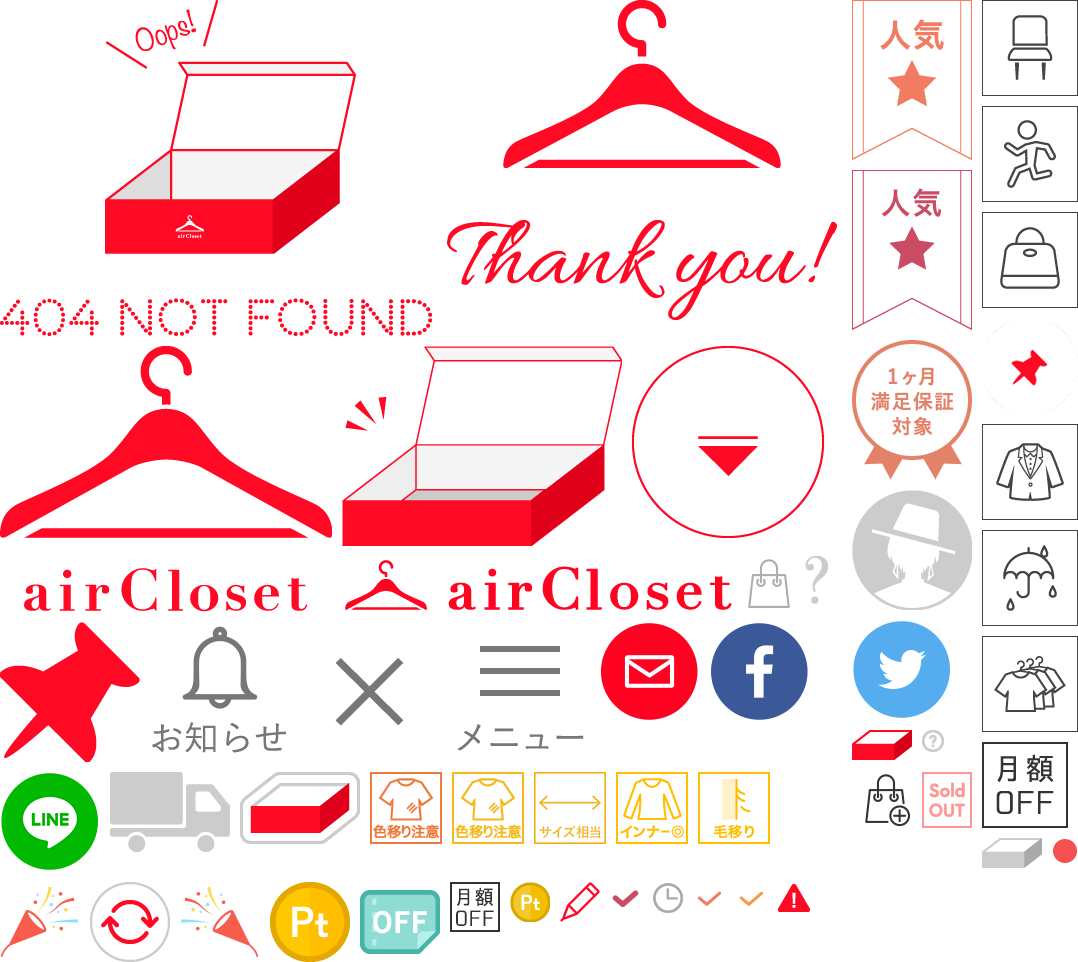 Oops!
airCloset
404 NOT FOUND
Thank you!
人気
人気
1ヶ月
満足保証
対象
airCloset
airCloset
?
お知らせ
メニュー
f
?
LINE
色移り注意
色移り注意
サイズ相当
インナー◎
毛移り
Sold
OUT
月額
OFF
Pt
OFF
月額
OFF
Pt
!